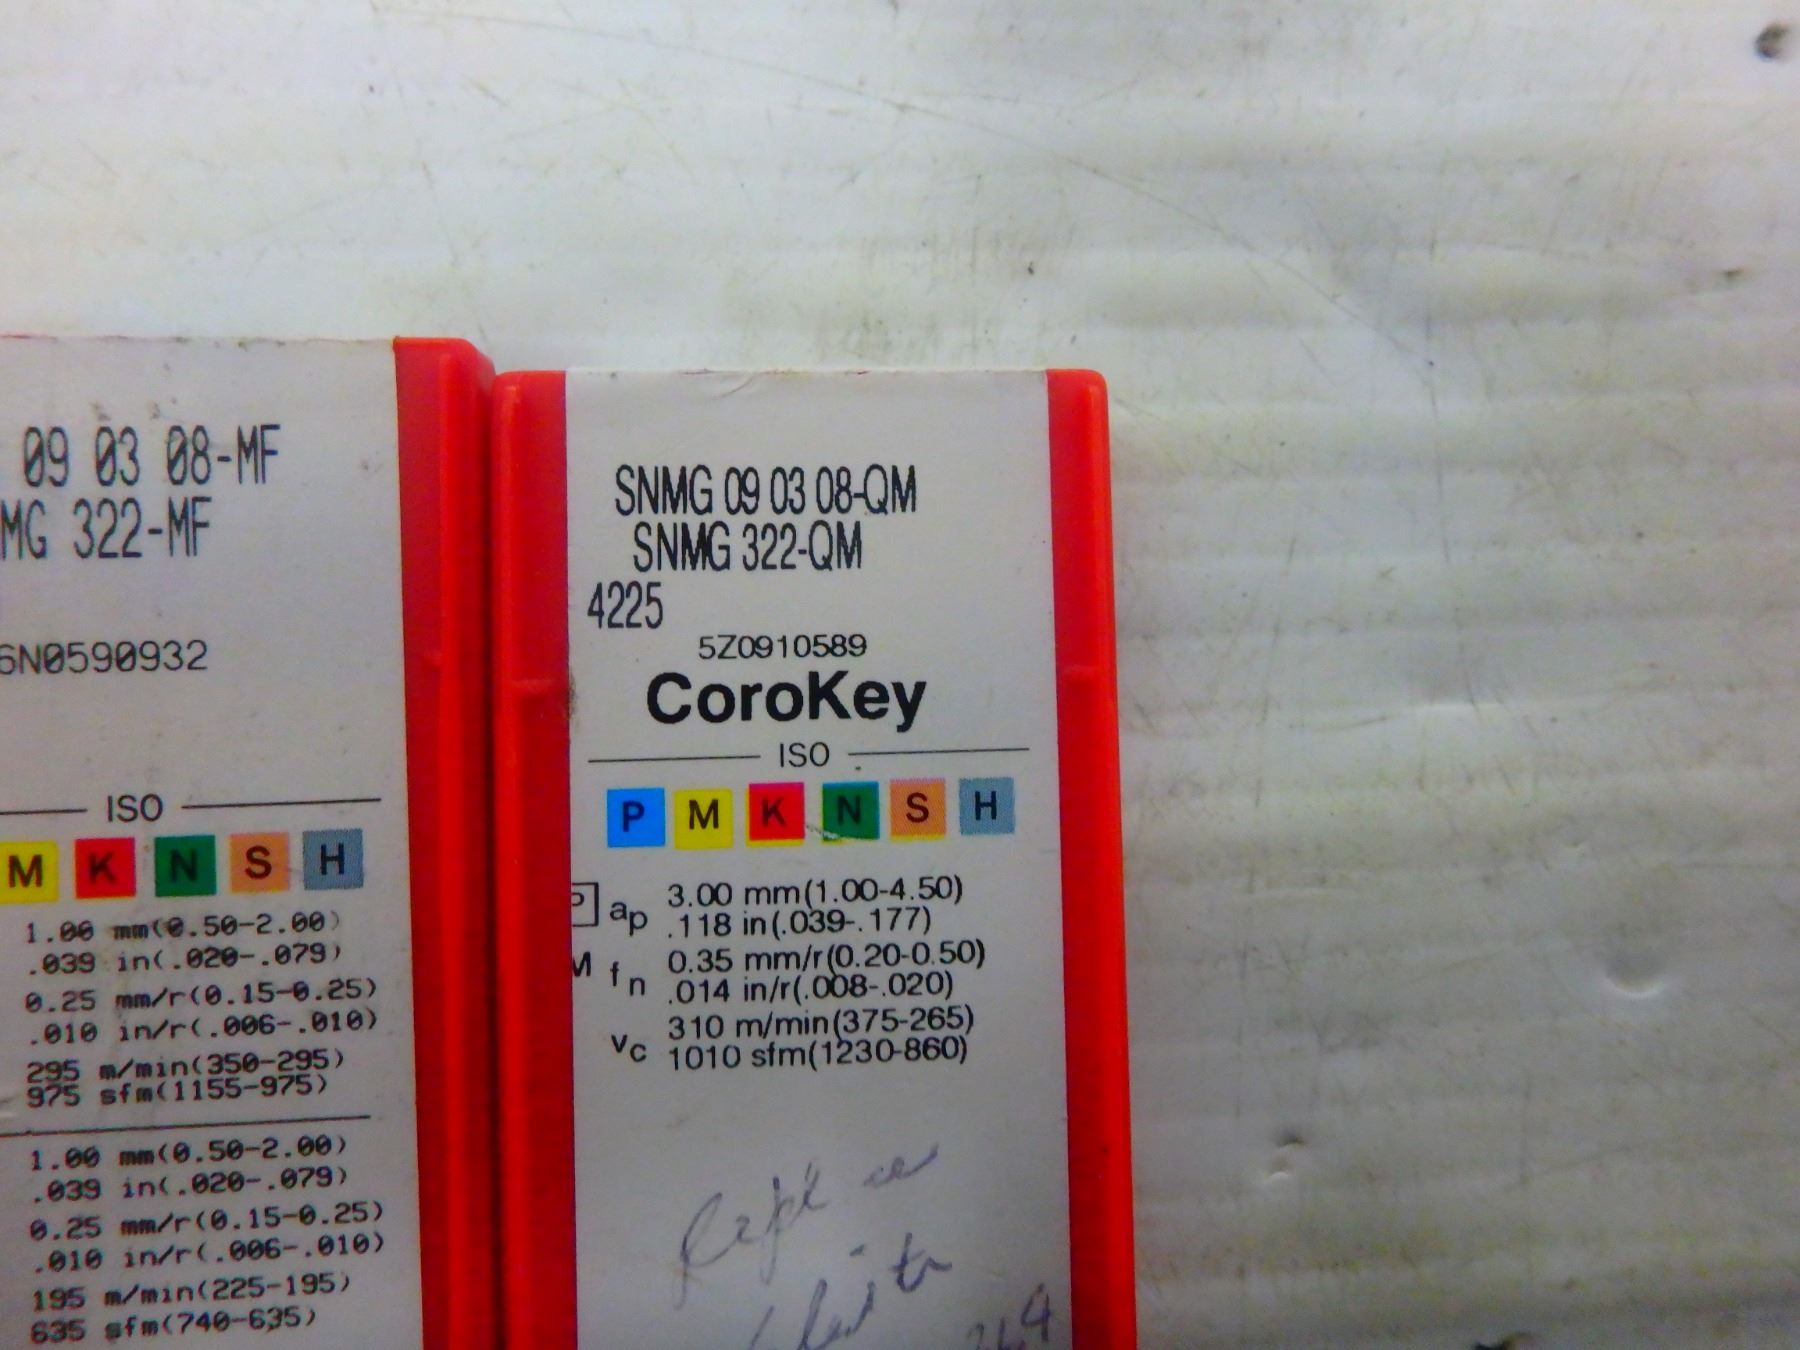 09 03 08-MF
MG 322-MF
6N0590932
ISO
M K N S H
1.00 mm(0.50-2.00)
.039 in(.020-.079)
0.25 mm/r(0.15-0.25)
.010 in/r(.006-.010)
295 m/min(350-295)
975 sfm(1155-975)
1.00 mm(0.50-2.00)
.039 in(.020-.079)
0.25 mm/r(0.15-0.25)
.010 in/r(.006-.010)
195 m/min(225-195)
635 sfm(740-635)
SNMG 09 03 08-QM
SNMG 322-QM
4225
5Z0910589
CoroKey
ISO
P M K N S H
P ap 3.00 mm(1.00-4.50)
.118 in(.039-.177)
M fn 0.35 mm/r(0.20-0.50)
.014 in/r(.008-.020)
vc 310 m/min(375-265)
1010 sfm(1230-860)